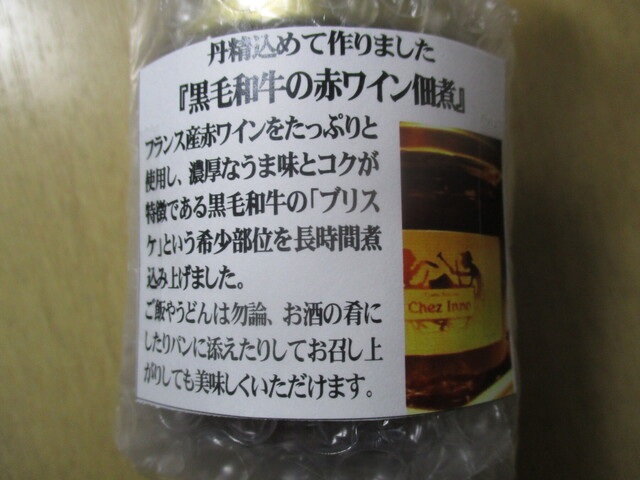 丹精込めて作りました
『黒毛和牛の赤ワイン佃煮』
フランス産赤ワインをたっぷりと
使用し、濃厚なうま味とコクが
特徴である黒毛和牛の「ブリス
ケ」という希少部位を長時間煮
込み上げました。
ご飯やうどんは勿論、お酒の肴に
したりパンに添えたりしてお召し上
がりしても美味しくいただけます。
Chez Inno